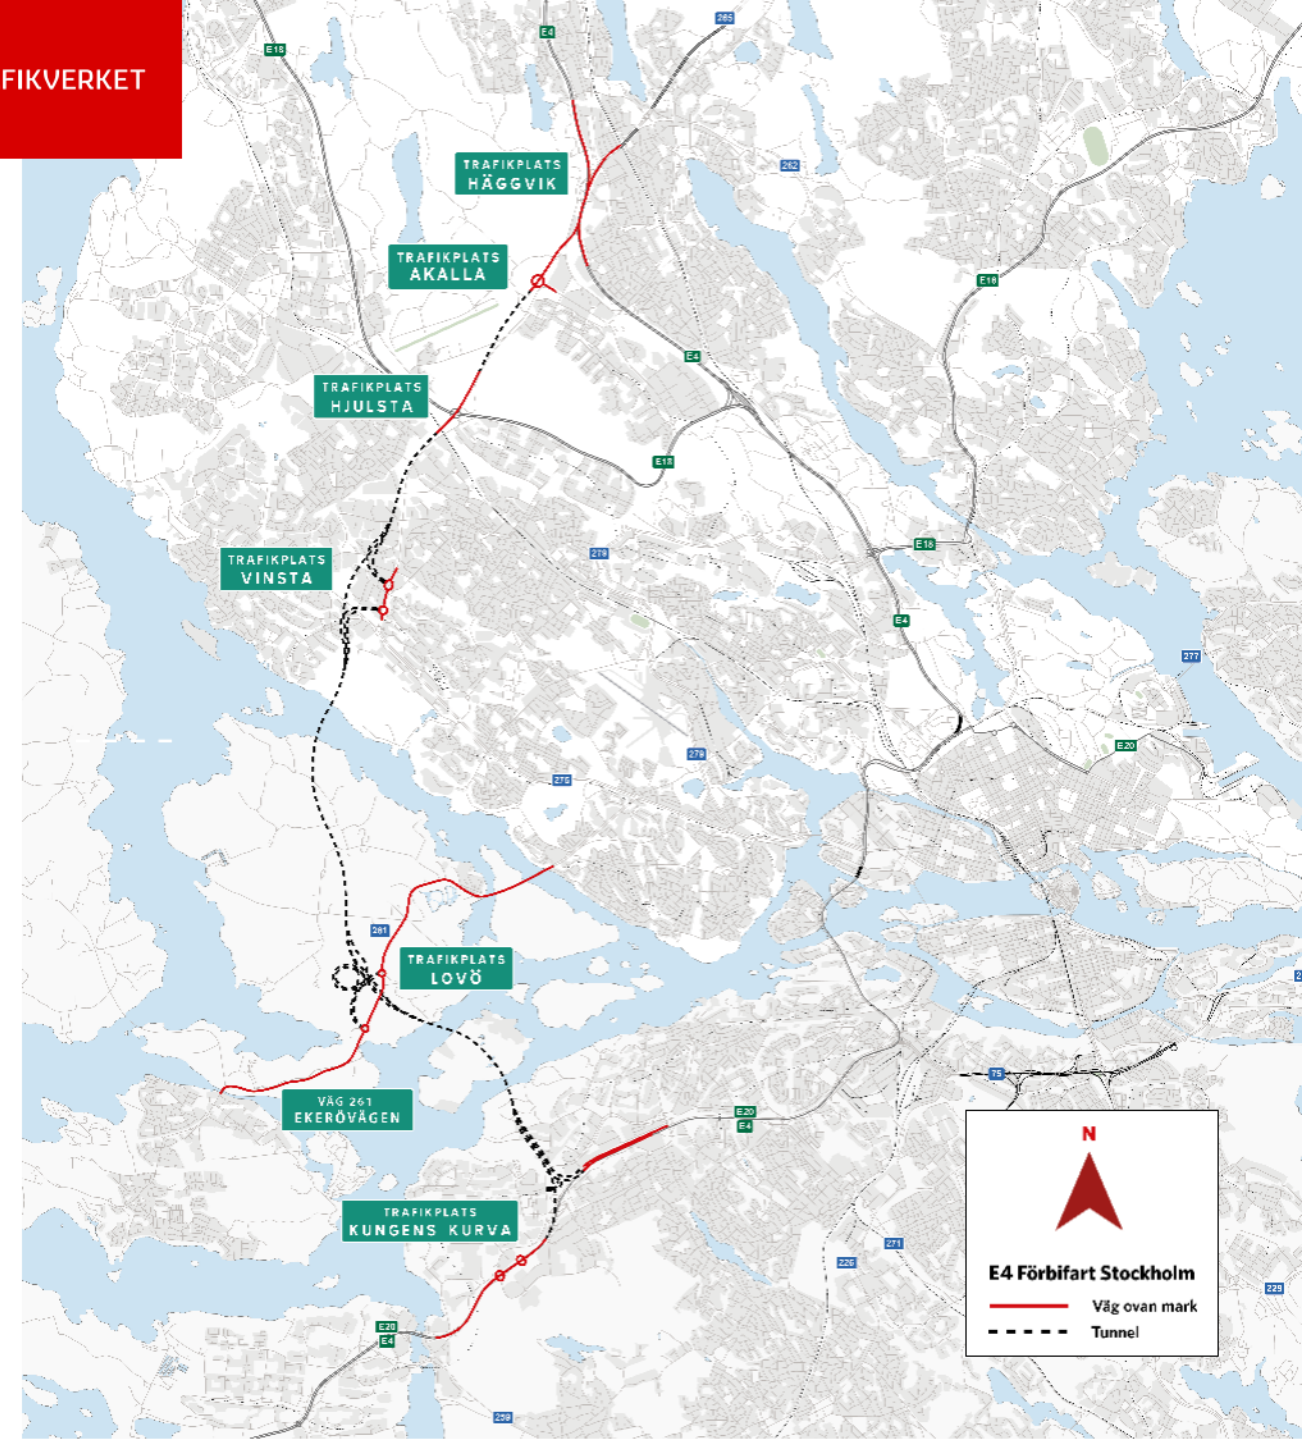 FIKVERKET
E18
E4
265
TRAFIKPLATS
HÄGGVIK
262
TRAFIKPLATS
AKALLA
E18
E4
TRAFIKPLATS
HJULSTA
E18
E18
279
TRAFIKPLATS
VINSTA
E4
277
E20
279
275
261
TRAFIKPLATS
LOVÖ
75
VÄG 261
EKERÖVÄGEN
E20
E4
N
TRAFIKPLATS
KUNGENS KURVA
271
226
E4 Förbifart Stockholm
229
Väg ovan mark
E20
E4
Tunnel
259